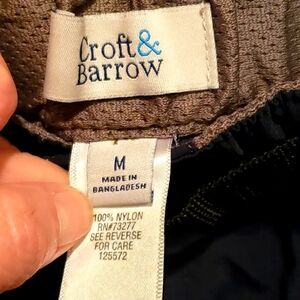 Croft&
Barrow
M
MADE IN
BANGLADESH
100% NYLON
RN#73277
SEE REVERSE
FOR CARE
125572